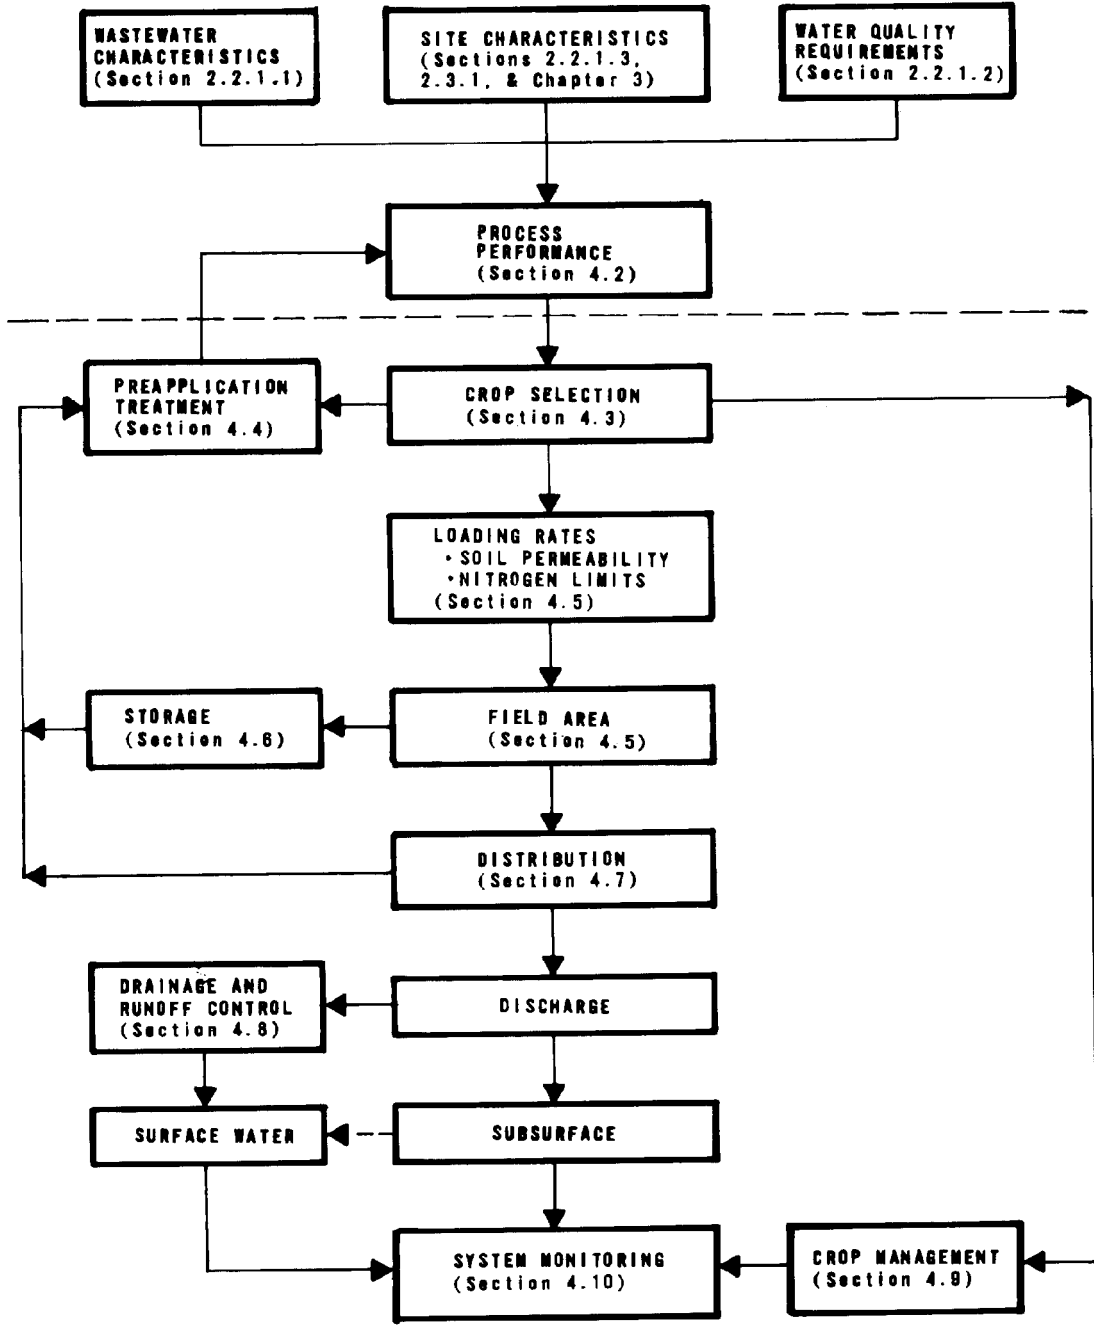 WASTEWATER
CHARACTERISTICS
(Section 2.2.1.1)
SITE CHARACTERISTICS
(Sections 2.2.1.3,
2.3.1, & Chapter 3)
WATER QUALITY
REQUIREMENTS
(Section 2.2.1.2)
PROCESS
PERFORMANCE
(Section 4.2)
PREAPPLICATION
TREATMENT
(Section 4.4)
CROP SELECTION
(Section 4.3)
LOADING RATES
• SOIL PERMEABILITY
• NITROGEN LIMITS
(Section 4.5)
STORAGE
(Section 4.6)
FIELD AREA
(Section 4.5)
DISTRIBUTION
(Section 4.7)
DRAINAGE AND
RUNOFF CONTROL
(Section 4.8)
DISCHARGE
SURFACE WATER
SUBSURFACE
SYSTEM MONITORING
(Section 4.10)
CROP MANAGEMENT
(Section 4.9)